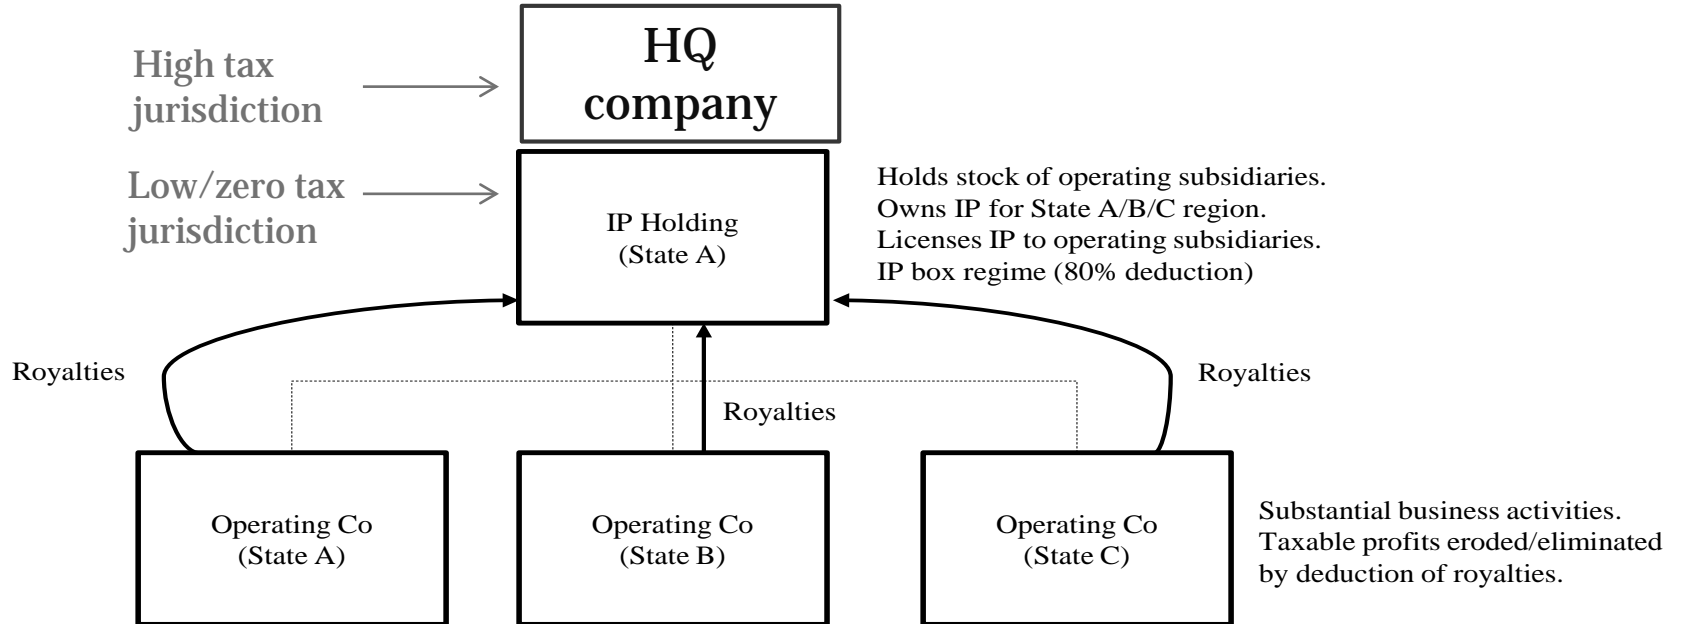 HQ
company
High tax
jurisdiction
Low/zero tax
jurisdiction
IP Holding
(State A)
Holds stock of operating subsidiaries.
Owns IP for State A/B/C region.
Licenses IP to operating subsidiaries.
IP box regime (80% deduction)
Royalties
Royalties
Royalties
Operating Co
(State A)
Operating Co
(State B)
Operating Co
(State C)
Substantial business activities.
Taxable profits eroded/eliminated
by deduction of royalties.